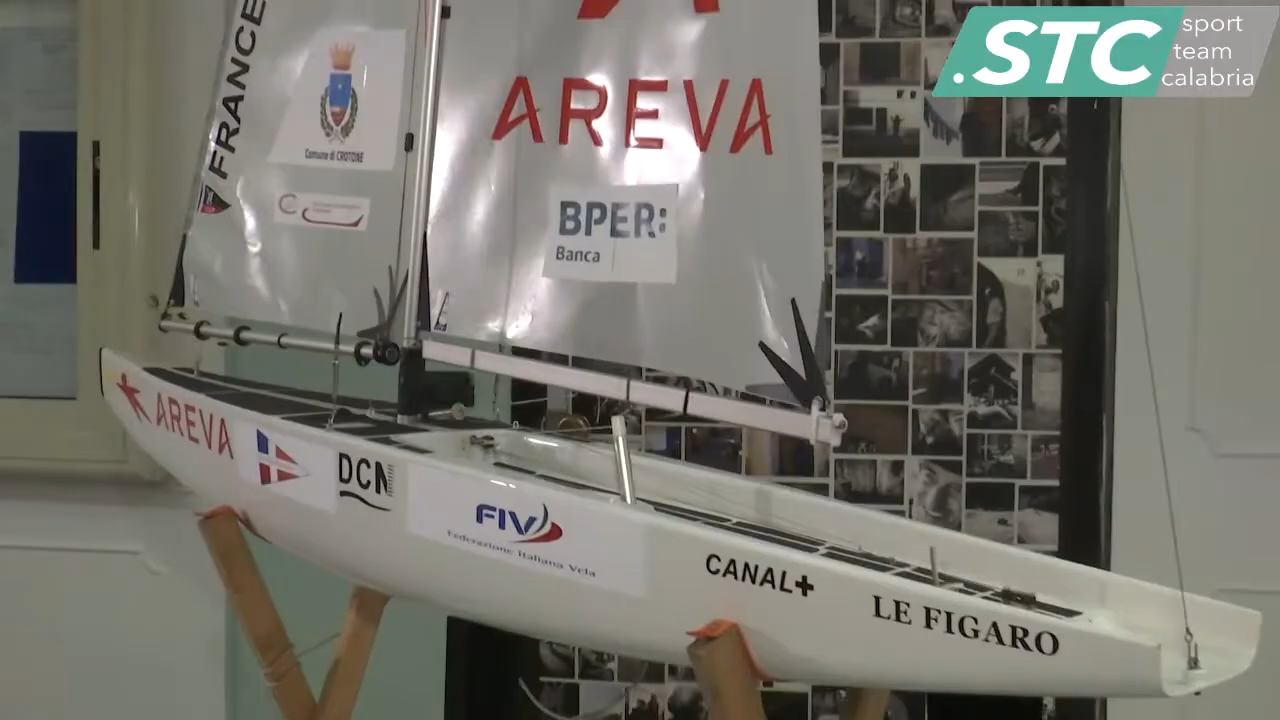 .STC
sport
team
calabria
FRANCE
Comune di CROTONE
AREVA
BPER:
Banca
AREVA
DCN
FIV
Federazione Italiana Vela
CANAL+
LE FIGARO